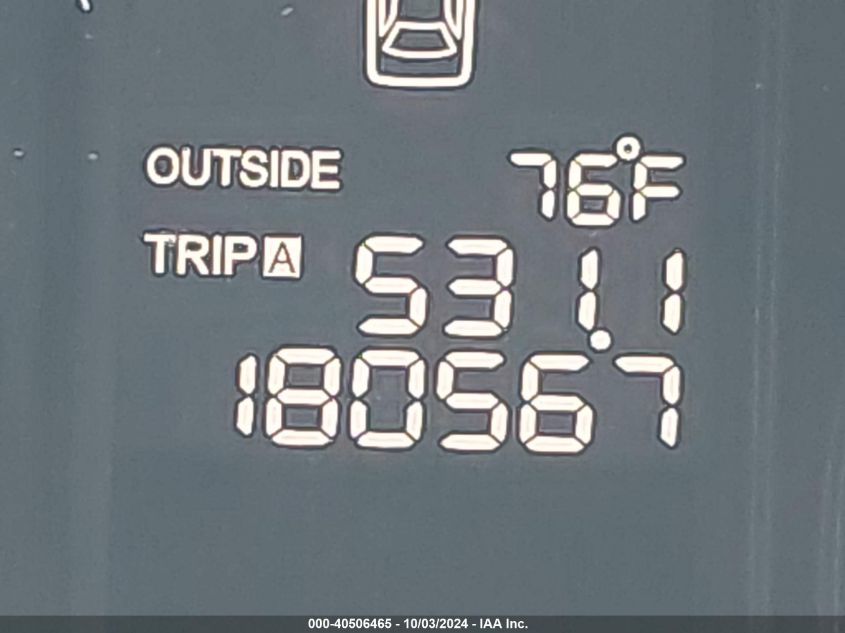 OUTSIDE 76°F
TRIP A 531.1
180567
000-40506465 - 10/03/2024 - IAA Inc.